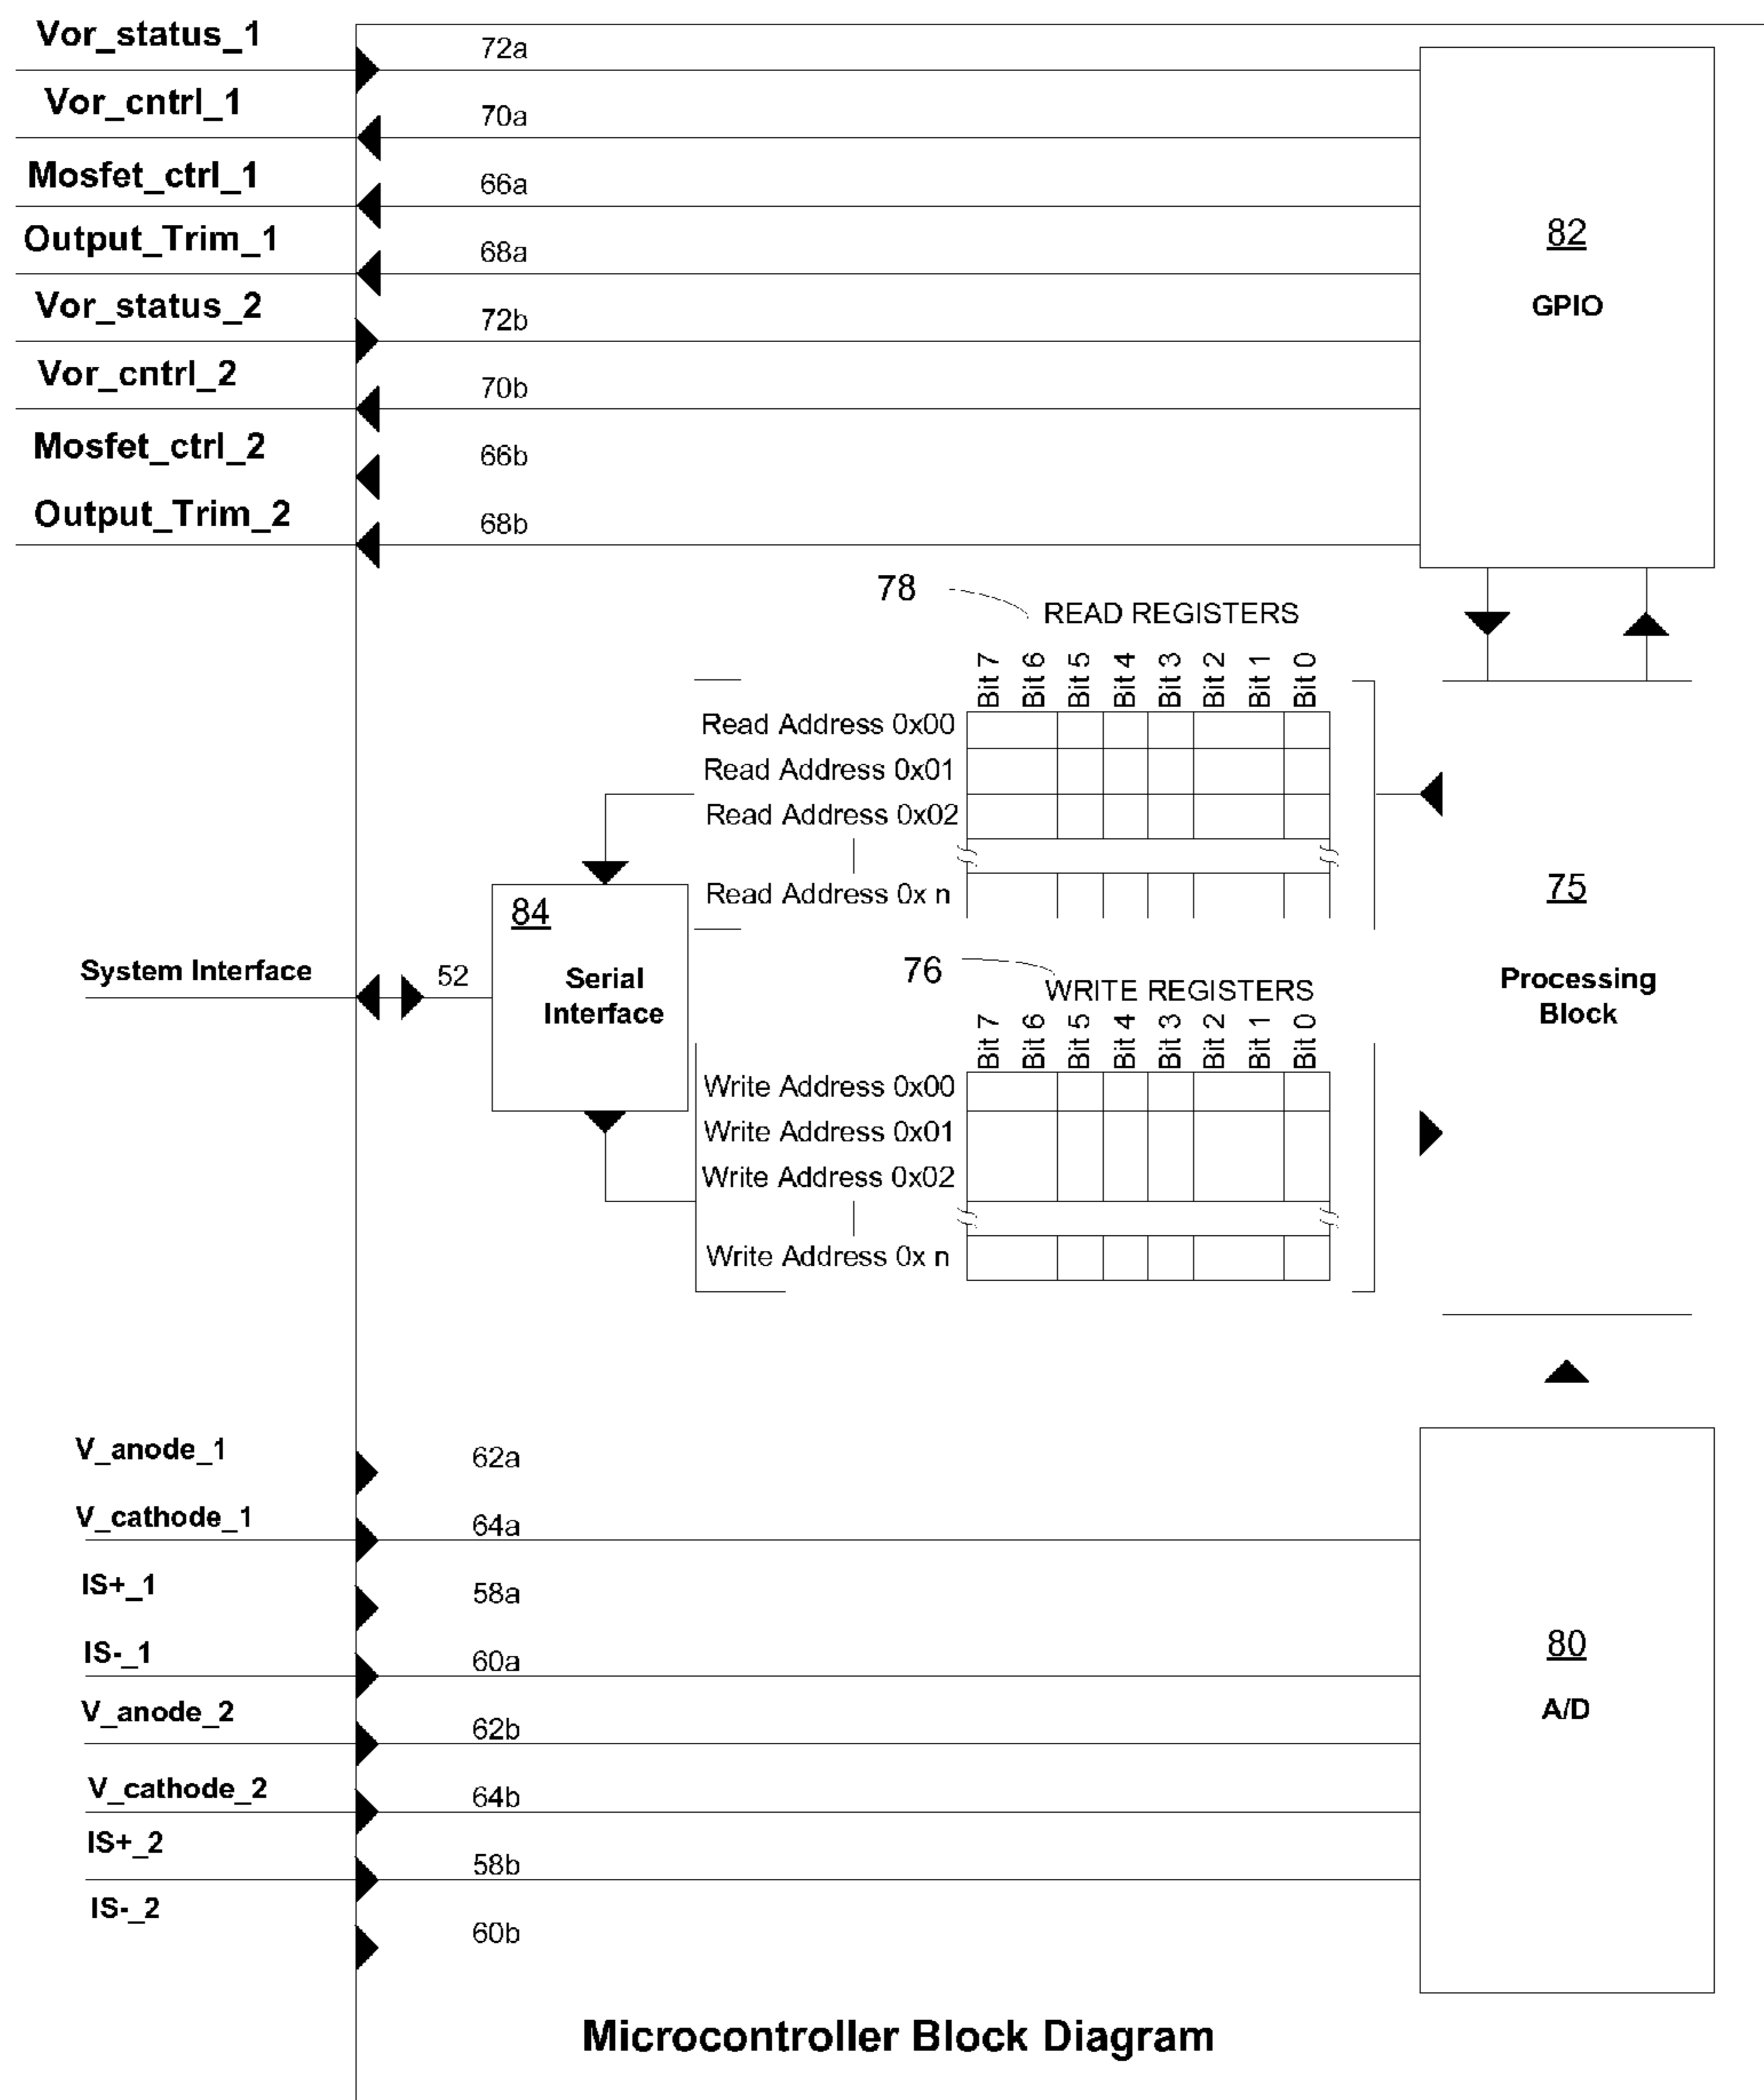 Vor_status_1
72a
Vor_cntrl_1
70a
Mosfet_ctrl_1
66a
Output_Trim_1
68a
Vor_status_2
72b
Vor_cntrl_2
70b
Mosfet_ctrl_2
66b
Output_Trim_2
68b
82
GPIO
78
READ REGISTERS
Bit 7 Bit 6 Bit 5 Bit 4 Bit 3 Bit 2 Bit 1 Bit 0
Read Address 0x00
Read Address 0x01
Read Address 0x02
Read Address 0x n
84
Serial
Interface
System Interface
52
75
Processing
Block
76
WRITE REGISTERS
Bit 7 Bit 6 Bit 5 Bit 4 Bit 3 Bit 2 Bit 1 Bit 0
Write Address 0x00
Write Address 0x01
Write Address 0x02
Write Address 0x n
V_anode_1
62a
V_cathode_1
64a
IS+_1
58a
IS-_1
60a
V_anode_2
62b
V_cathode_2
64b
IS+_2
58b
IS-_2
60b
80
A/D
Microcontroller Block Diagram